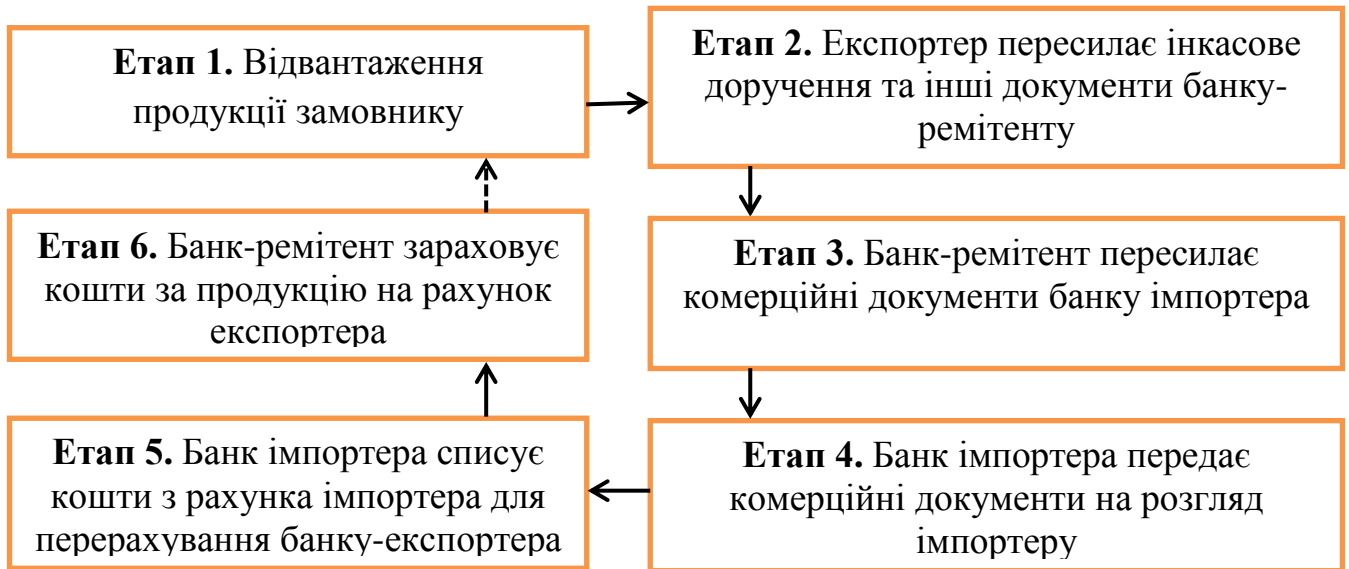 Етап 1. Відвантаження
продукції замовнику
Етап 2. Експортер пересилає інкасове
доручення та інші документи банку-
ремітенту
Етап 3. Банк-ремітент пересилає
комерційні документи банку імпортера
Етап 4. Банк імпортера передає
комерційні документи на розгляд
імпортеру
Етап 5. Банк імпортера списує
кошти з рахунка імпортера для
перерахування банку-експортера
Етап 6. Банк-ремітент зараховує
кошти за продукцію на рахунок
експортера